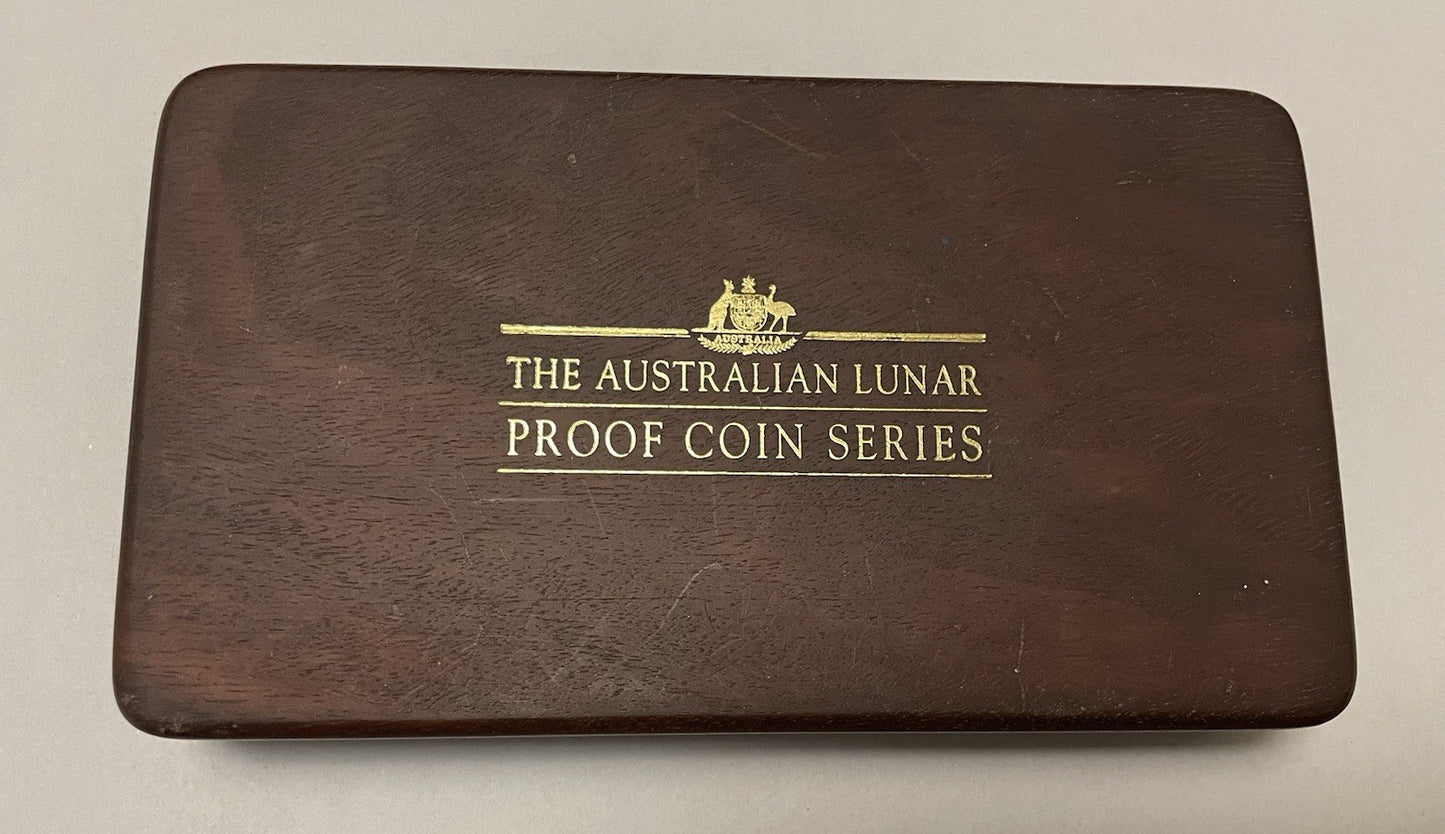 AUSTRALIA
THE AUSTRALIAN LUNAR
PROOF COIN SERIES